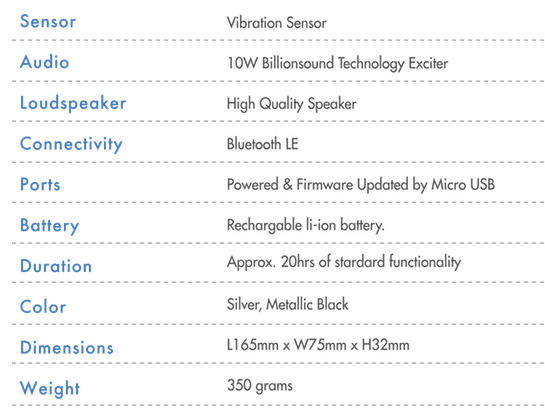 Sensor Vibration Sensor
Audio 10W Billionsound Technology Exciter
Loudspeaker High Quality Speaker
Connectivity Bluetooth LE
Ports Powered & Firmware Updated by Micro USB
Battery Rechargable li-ion battery.
Duration Approx. 20hrs of stardard functionality
Color Silver, Metallic Black
Dimensions L165mm x W75mm x H32mm
Weight 350 grams